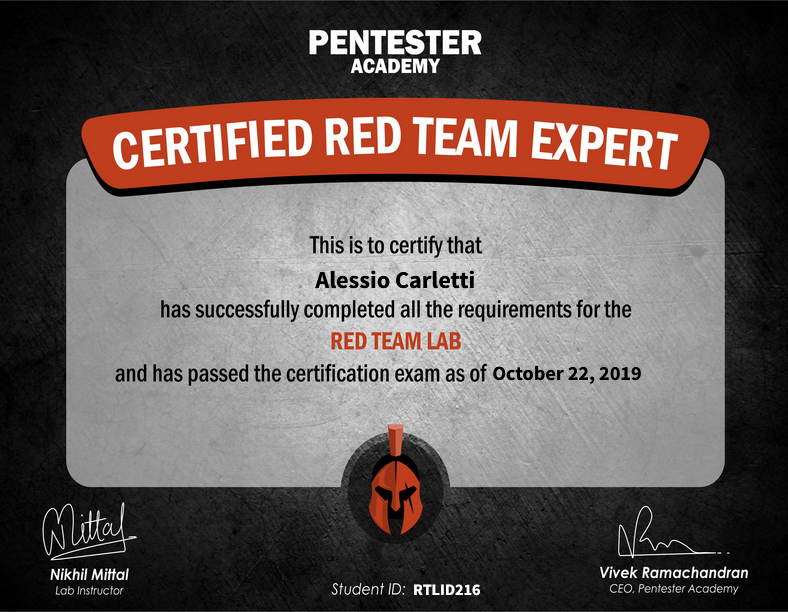 PENTESTER
ACADEMY
CERTIFIED RED TEAM EXPERT
This is to certify that
Alessio Carletti
has successfully completed all the requirements for the
RED TEAM LAB
and has passed the certification exam as of October 22, 2019
Mittal
Nikhil Mittal
Lab Instructor
Student ID: RTLID216
Vivek Ramachandran
CEO, Pentester Academy